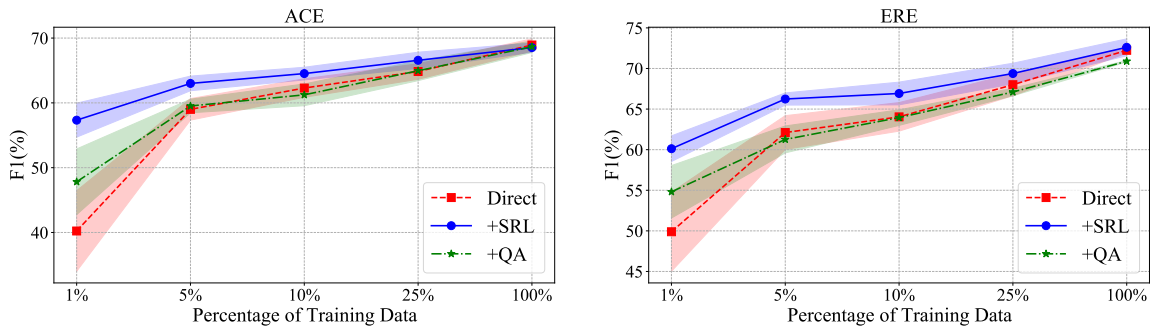 ACE
70
60
50
40
F1(%)
1%
5%
10%
25%
100%
Percentage of Training Data
Direct
+SRL
+QA
ERE
75
70
65
60
55
50
45
F1(%)
1%
5%
10%
25%
100%
Percentage of Training Data
Direct
+SRL
+QA